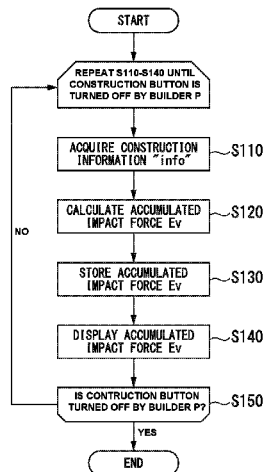 START
REPEAT S110-S140 UNTIL
CONSTRUCTION BUTTON IS
TURNED OFF BY BUILDER P
ACQUIRE CONSTRUCTION
INFORMATION "info"
S110
CALCULATE ACCUMULATED
IMPACT FORCE Ev
S120
NO
STORE ACCUMULATED
IMPACT FORCE Ev
S130
DISPLAY ACCUMULATED
IMPACT FORCE Ev
S140
IS CONTRUCTION BUTTON
TURNED OFF BY BUILDER P?
S150
YES
END